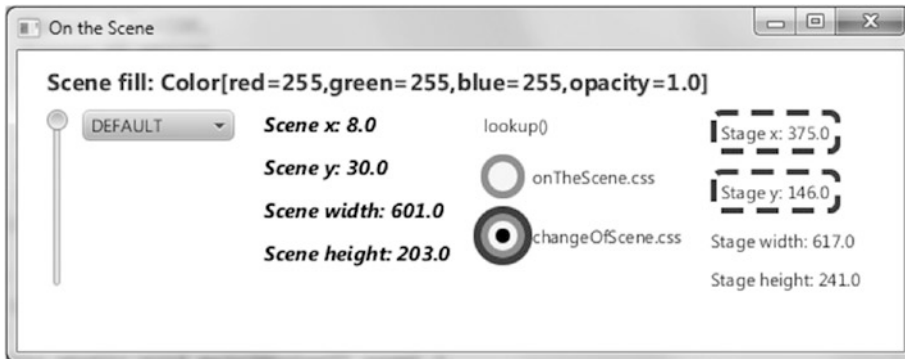 On the Scene
Scene fill: Color[red=255,green=255,blue=255,opacity=1.0]
DEFAULT
Scene x: 8.0
Scene y: 30.0
Scene width: 601.0
Scene height: 203.0
lookup()
onTheScene.css
changeOfScene.css
Stage x: 375.0
Stage y: 146.0
Stage width: 617.0
Stage height: 241.0